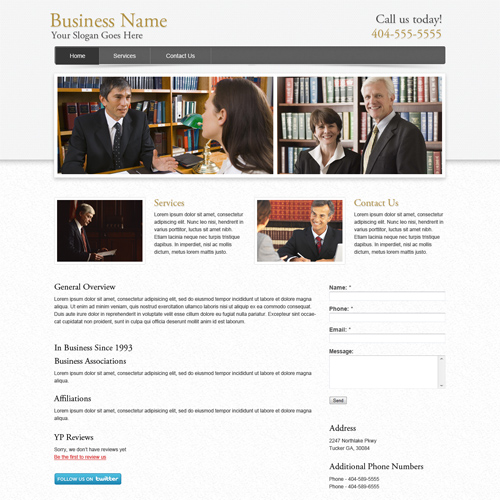 Business Name
Your Slogan Goes Here
Call us today!
404-555-5555
Home Services Contact Us
Services
Lorem ipsum dolor sit amet, consectetur
adipiscing elit. Nunc leo nisi, hendrerit in
varius porttitor, luctus sit amet nibh.
Etiam lacinia neque nec turpis tristique
dapibus. In imperdiet, nisl ac mollis
dictum, metus lorem mattis justo.
Contact Us
Lorem ipsum dolor sit amet, consectetur
adipiscing elit. Nunc leo nisi, hendrerit in
varius porttitor, luctus sit amet nibh.
Etiam lacinia neque nec turpis tristique
dapibus. In imperdiet, nisl ac mollis
dictum, metus lorem mattis justo.
General Overview
Lorem ipsum dolor sit amet, consectetur adipisicing elit, sed do eiusmod tempor incididunt ut labore et dolore magna
aliqua. Ut enim ad minim veniam, quis nostrud exercitation ullamco laboris nisi ut aliquip ex ea commodo consequat.
Duis aute irure dolor in reprehenderit in voluptate velit esse cillum dolore eu fugiat nulla pariatur. Excepteur sint occae-
cat cupidatat non proident, sunt in culpa qui officia deserunt mollit anim id est laborum.
In Business Since 1993
Business Associations
Lorem ipsum dolor sit amet, consectetur adipisicing elit, sed do eiusmod tempor incididunt ut labore et dolore magna
aliqua.
Affiliations
Lorem ipsum dolor sit amet, consectetur adipisicing elit, sed do eiusmod tempor incididunt ut labore et dolore magna
aliqua.
YP Reviews
Sorry, we don't have reviews yet
Be the first to review us
FOLLOW US ON twitter
Name: *
Phone: *
Email: *
Message:
Send
Address
2247 Northlake Pkwy
Tucker GA, 30084
Additional Phone Numbers
Phone - 404-589-5555
Phone - 404-589-6555